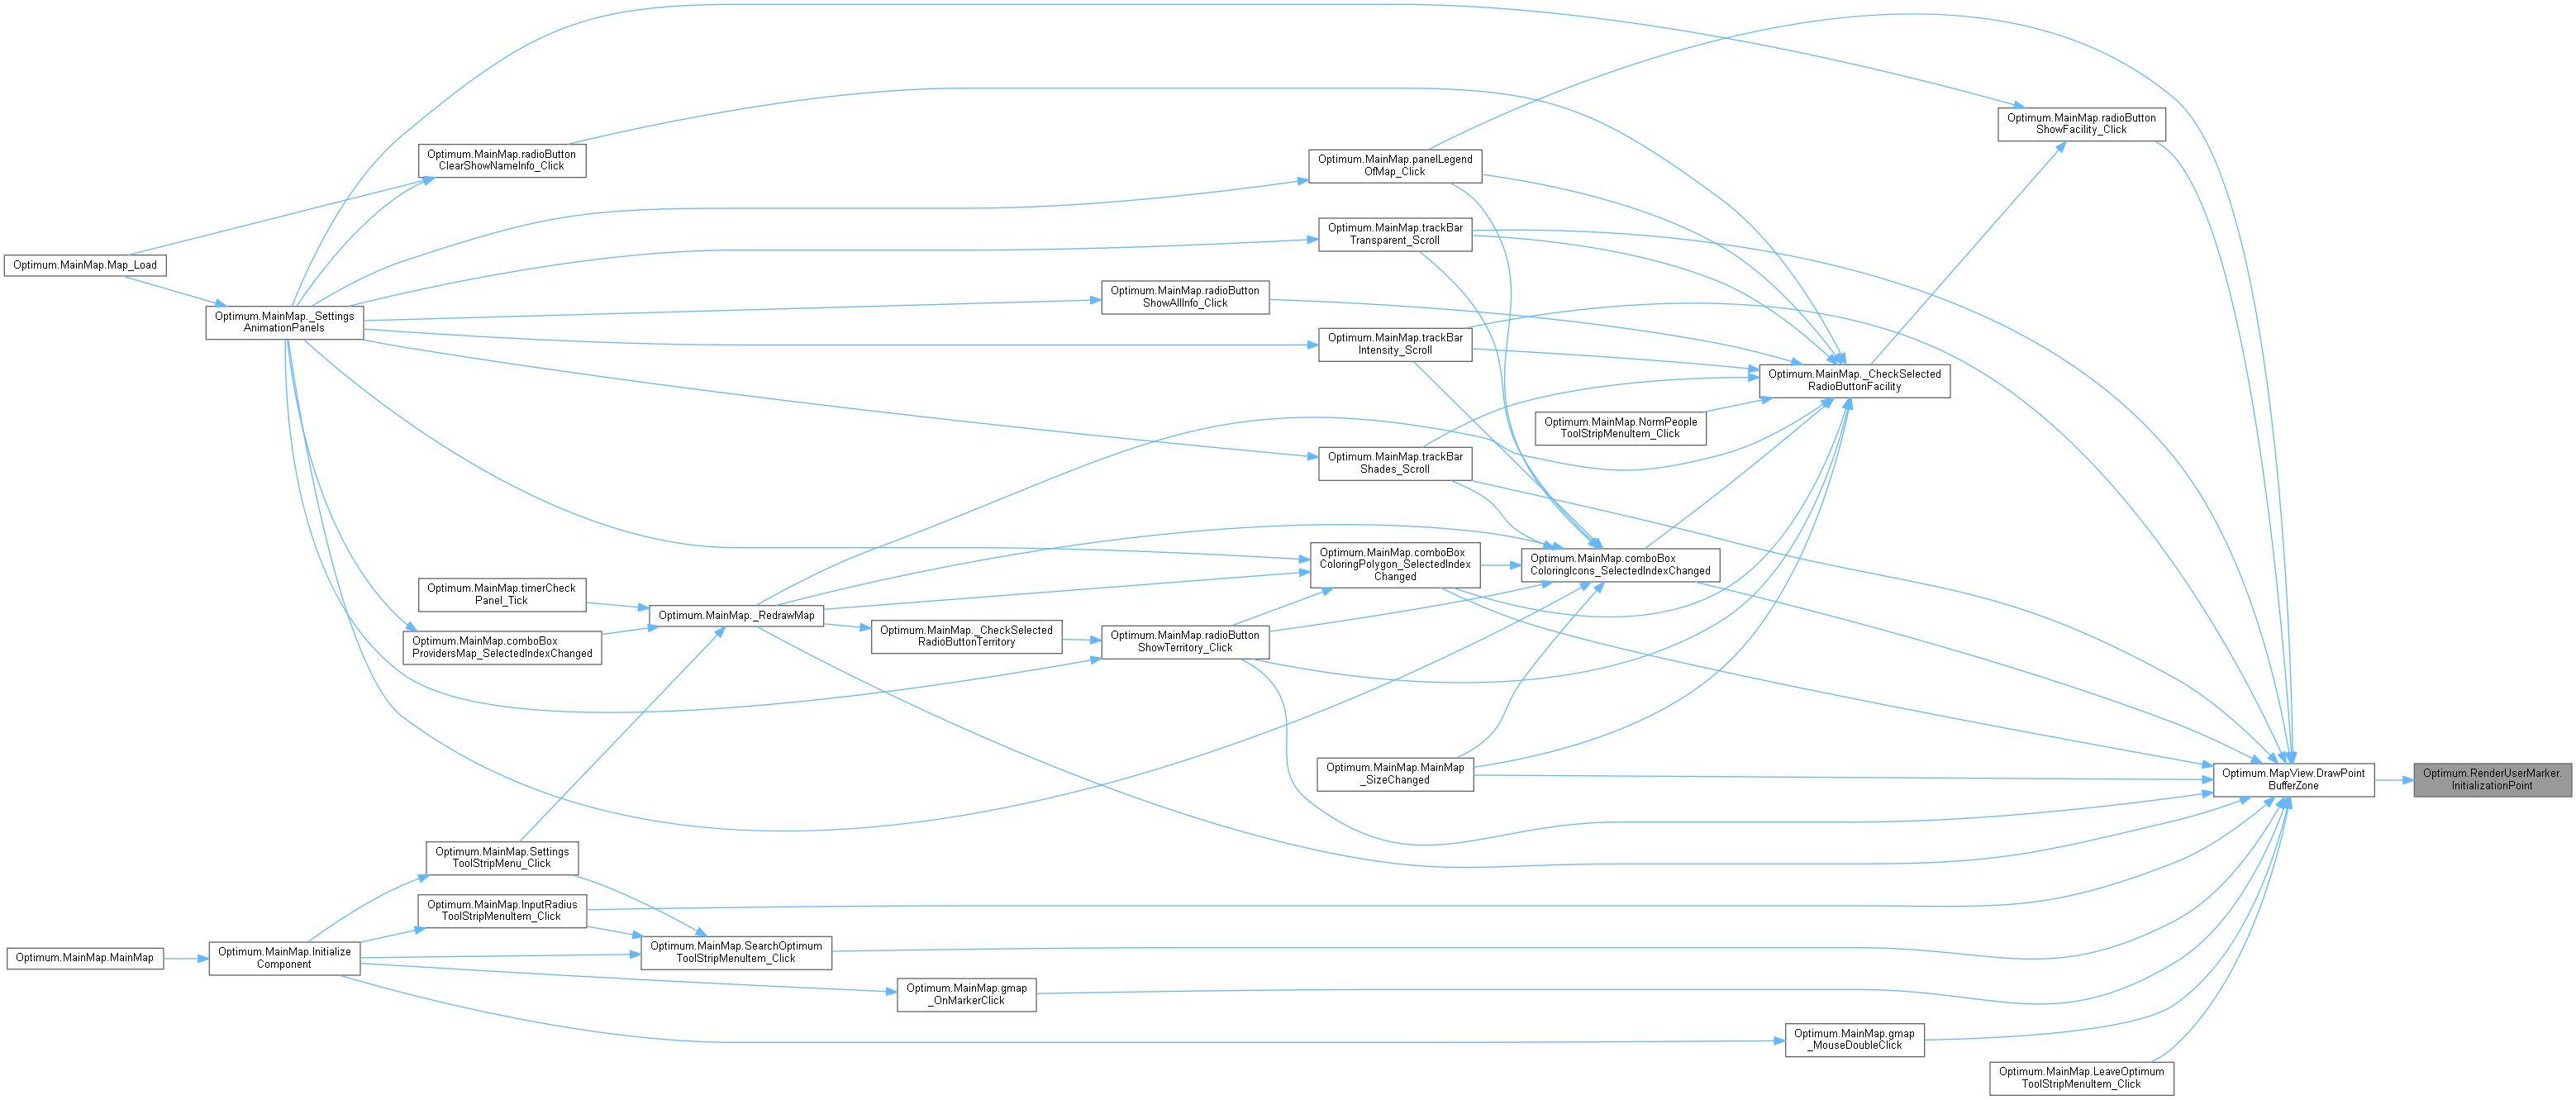 Optimum.MainMap.radioButton
ShowFacility_Click
Optimum.MainMap.radioButton
ClearShowNameInfo_Click
Optimum.MainMap.panelLegend
OfMap_Click
Optimum.MainMap.trackBar
Transparent_Scroll
Optimum.MainMap.Map_Load
Optimum.MainMap.radioButton
ShowAllInfo_Click
Optimum.MainMap._Settings
AnimationPanels
Optimum.MainMap.trackBar
Intensity_Scroll
Optimum.MainMap._CheckSelected
RadioButtonFacility
Optimum.MainMap.NormPeople
ToolStripMenuItem_Click
Optimum.MainMap.trackBar
Shades_Scroll
Optimum.MainMap.comboBox
ColoringPolygon_SelectedIndex
Changed
Optimum.MainMap.comboBox
ColoringIcons_SelectedIndexChanged
Optimum.MainMap.timerCheck
Panel_Tick
Optimum.MainMap._RedrawMap
Optimum.MainMap.comboBox
ProvidersMap_SelectedIndexChanged
Optimum.MainMap._CheckSelected
RadioButtonTerritory
Optimum.MainMap.radioButton
ShowTerritory_Click
Optimum.MainMap.MainMap
_SizeChanged
Optimum.MapView.DrawPoint
BufferZone
Optimum.RenderUserMarker.
InitializationPoint
Optimum.MainMap.Settings
ToolStripMenu_Click
Optimum.MainMap.InputRadius
ToolStripMenuItem_Click
Optimum.MainMap.SearchOptimum
ToolStripMenuItem_Click
Optimum.MainMap.MainMap
Optimum.MainMap.Initialize
Component
Optimum.MainMap.gmap
_OnMarkerClick
Optimum.MainMap.gmap
_MouseDoubleClick
Optimum.MainMap.LeaveOptimum
ToolStripMenuItem_Click